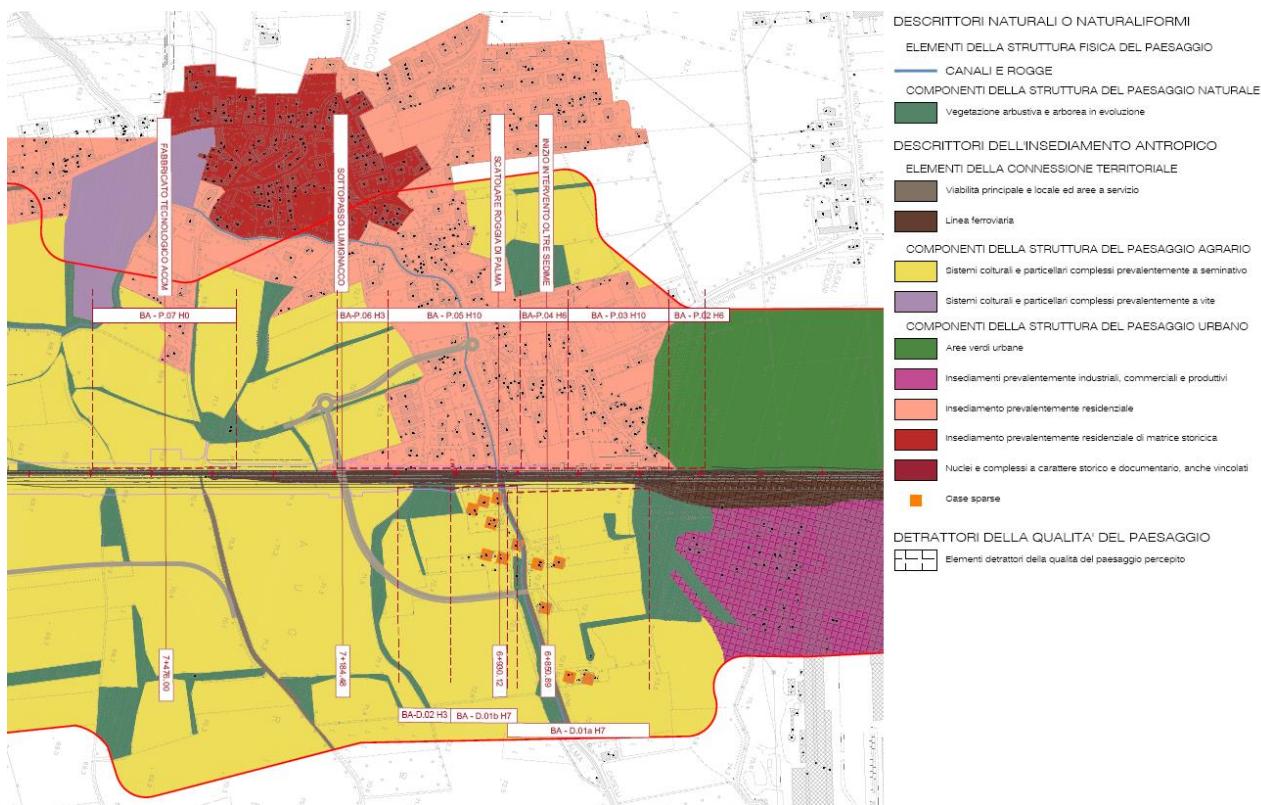 FABBRICATO TECNOLOGICO ACCM
SOTTOPASSO LUMIGNACCO
SCATOLARE ROGGIA DI PALMA
INIZIO INTERVENTO OLTRE SEDIME
BA - P.07 H0
BA-P.06 H3
BA - P.05 H10
BA-P.04 H6
BA - P.03 H10
BA - P.02 H6
7+476.00
7+184.48
6+930.12
6+850.89
BA-D.02 H3
BA - D.01b H7
BA - D.01a H7
DESCRITTORI NATURALI O NATURALIFORMI
ELEMENTI DELLA STRUTTURA FISICA DEL PAESAGGIO
CANALI E ROGGE
COMPONENTI DELLA STRUTTURA DEL PAESAGGIO NATURALE
Vegetazione arbustiva e arborea in evoluzione
DESCRITTORI DELL'INSEDIAMENTO ANTROPICO
ELEMENTI DELLA CONNESSIONE TERRITORIALE
Viabilità principale e locale ed aree a servizio
Linea ferroviaria
COMPONENTI DELLA STRUTTURA DEL PAESAGGIO AGRARIO
Sistemi colturali e particellari complessi prevalentemente a seminativo
Sistemi colturali e particellari complessi prevalentemente a vite
COMPONENTI DELLA STRUTTURA DEL PAESAGGIO URBANO
Aree verdi urbane
Insediamenti prevalentemente industriali, commerciali e produttivi
Insediamento prevalentemente residenziale
Insediamento prevalentemente residenziale di matrice storicica
Nuclei e complessi a carattere storico e documentario, anche vincolati
Case sparse
DETRATTORI DELLA QUALITA' DEL PAESAGGIO
Elementi detrattori della qualità del paesaggio percepito